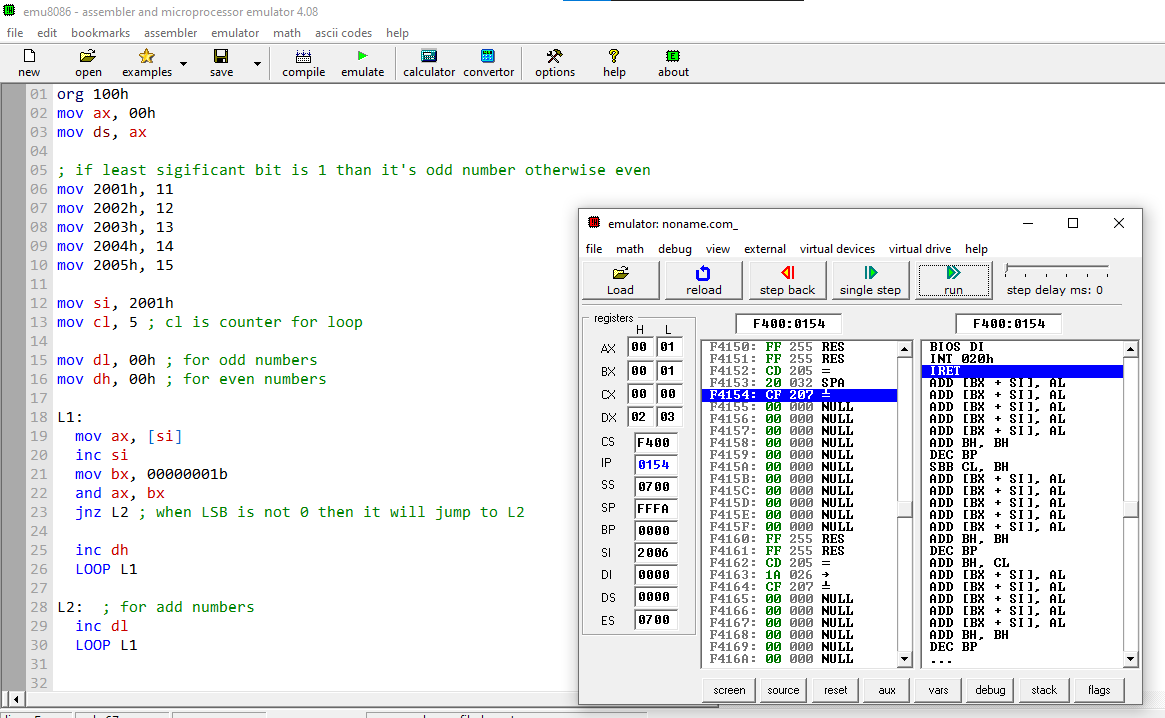 emu8086 - assembler and microprocessor emulator 4.08
file edit bookmarks assembler emulator math ascii codes help
new open examples save compile emulate calculator convertor options help about
01 org 100h
02 mov ax, 00h
03 mov ds, ax
04
05 ; if least sigificant bit is 1 than it's odd number otherwise even
06 mov 2001h, 11
07 mov 2002h, 12
08 mov 2003h, 13
09 mov 2004h, 14
10 mov 2005h, 15
11
12 mov si, 2001h
13 mov cl, 5 ; cl is counter for loop
14
15 mov dl, 00h ; for odd numbers
16 mov dh, 00h ; for even numbers
17
18 L1:
19 mov ax, [si]
20 inc si
21 mov bx, 00000001b
22 and ax, bx
23 jnz L2 ; when LSB is not 0 then it will jump to L2
24
25 inc dh
26 LOOP L1
27
28 L2: ; for add numbers
29 inc dl
30 LOOP L1
31
32
emulator: noname.com_
file math debug view external virtual devices virtual drive help
Load reload step back single step run step delay ms: 0
registers
H L
AX 00 01
BX 00 01
CX 00 00
DX 02 03
CS F400
IP 0154
SS 0700
SP FFFA
BP 0000
SI 2006
DI 0000
DS 0000
ES 0700
F400:0154
F4150: FF 255 RES
F4151: FF 255 RES
F4152: CD 205 =
F4153: 20 032 SPA
F4154: CF 207 ╧
F4155: 00 000 NULL
F4156: 00 000 NULL
F4157: 00 000 NULL
F4158: 00 000 NULL
F4159: 00 000 NULL
F415A: 00 000 NULL
F415B: 00 000 NULL
F415C: 00 000 NULL
F415D: 00 000 NULL
F415E: 00 000 NULL
F415F: 00 000 NULL
F4160: FF 255 RES
F4161: FF 255 RES
F4162: CD 205 =
F4163: 1A 026 →
F4164: CF 207 ╧
F4165: 00 000 NULL
F4166: 00 000 NULL
F4167: 00 000 NULL
F4168: 00 000 NULL
F4169: 00 000 NULL
F416A: 00 000 NULL
F400:0154
BIOS DI
INT 020h
IRET
ADD [BX + SI], AL
ADD [BX + SI], AL
ADD [BX + SI], AL
ADD [BX + SI], AL
ADD [BX + SI], AL
ADD BH, BH
DEC BP
SBB CL, BH
ADD [BX + SI], AL
ADD [BX + SI], AL
ADD [BX + SI], AL
ADD [BX + SI], AL
ADD [BX + SI], AL
ADD BH, BH
DEC BP
ADD BH, CL
ADD [BX + SI], AL
ADD [BX + SI], AL
ADD [BX + SI], AL
ADD [BX + SI], AL
ADD [BX + SI], AL
ADD BH, BH
DEC BP
...
screen source reset aux vars debug stack flags